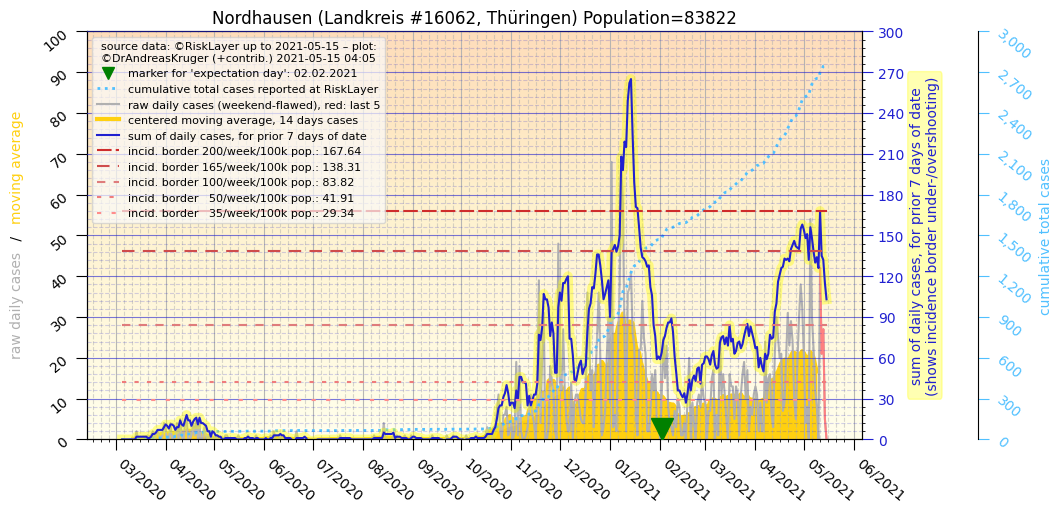 Nordhausen (Landkreis #16062, Thüringen) Population=83822
source data: ©RiskLayer up to 2021-05-15 – plot:
©DrAndreasKruger (+contrib.) 2021-05-15 04:05
marker for 'expectation day': 02.02.2021
cumulative total cases reported at RiskLayer
raw daily cases (weekend-flawed), red: last 5
centered moving average, 14 days cases
sum of daily cases, for prior 7 days of date
incid. border 200/week/100k pop.: 167.64
incid. border 165/week/100k pop.: 138.31
incid. border 100/week/100k pop.: 83.82
incid. border   50/week/100k pop.: 41.91
incid. border   35/week/100k pop.: 29.34
raw daily cases / moving average
100
90
80
70
60
50
40
30
20
10
0
300
270
240
210
180
150
120
90
60
30
0
sum of daily cases, for prior 7 days of date
(shows incidence border under-/overshooting)
3,000
2,700
2,400
2,100
1,800
1,500
1,200
900
600
300
0
cumulative total cases
03/2020
04/2020
05/2020
06/2020
07/2020
08/2020
09/2020
10/2020
11/2020
12/2020
01/2021
02/2021
03/2021
04/2021
05/2021
06/2021